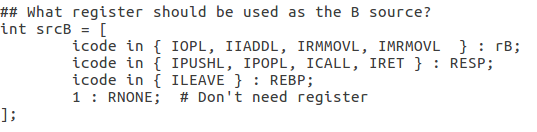 ## What register should be used as the B source?
int srcB = [
        icode in { IOPL, IIADDL, IRMMOVL, IMRMOVL  } : rB;
        icode in { IPUSHL, IPOPL, ICALL, IRET } : RESP;
        icode in { ILEAVE } : REBP;
        1 : RNONE;  # Don't need register
];